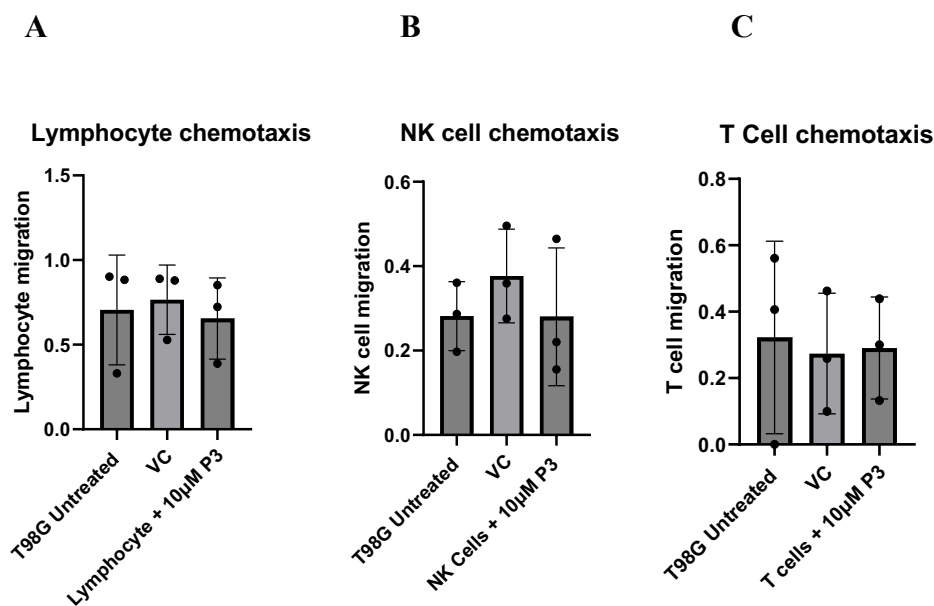 A
B
C
Lymphocyte chemotaxis
Lymphocyte migration
1.5
1.0
0.5
0.0
T98G Untreated
VC
Lymphocyte + 10µM P3
NK cell chemotaxis
NK cell migration
0.6
0.4
0.2
0.0
T98G Untreated
VC
NK Cells + 10µM P3
T Cell chemotaxis
T cell migration
0.8
0.6
0.4
0.2
0.0
T98G Untreated
VC
T cells + 10µM P3